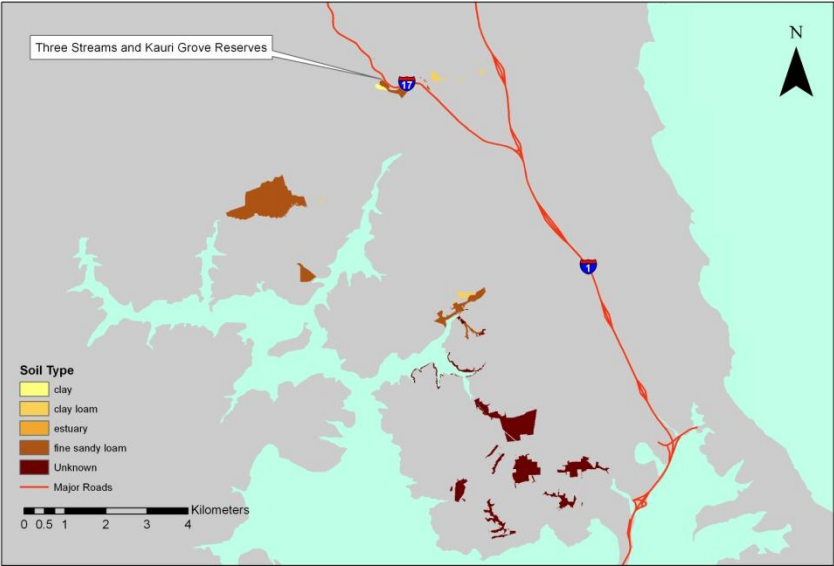 Three Streams and Kauri Grove Reserves
N
17
1
Soil Type
clay
clay loam
estuary
fine sandy loam
Unknown
Major Roads
Kilometers
0 0.5 1 2 3 4